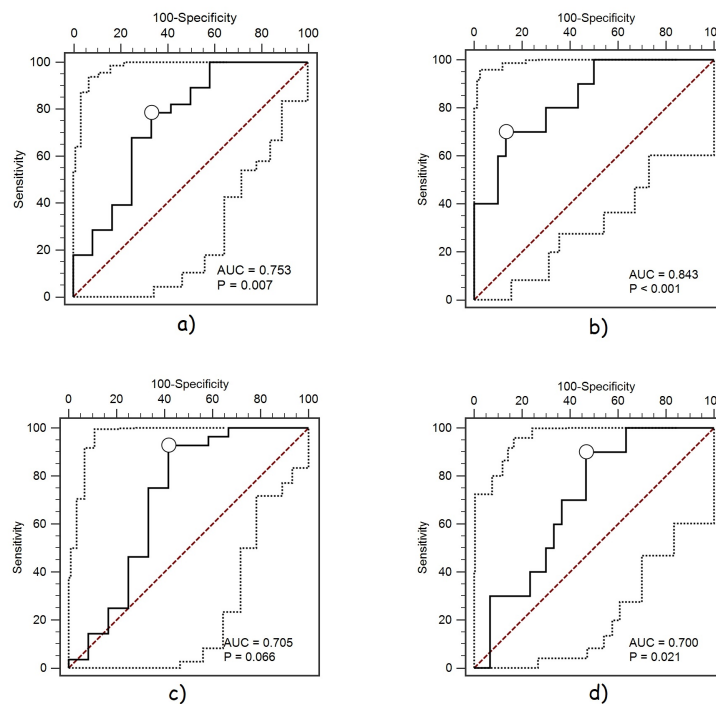 100-Specificity
0 20 40 60 80 100
100
80
60
40
20
0
Sensitivity
AUC = 0.753
P = 0.007
a)
100-Specificity
0 20 40 60 80 10
100
80
60
40
20
0
Sensitivity
AUC = 0.843
P < 0.001
b)
100-Specificity
0 20 40 60 80 100
100
80
60
40
20
0
Sensitivity
AUC = 0.705
P = 0.066
c)
100-Specificity
0 20 40 60 80 10
100
80
60
40
20
0
Sensitivity
AUC = 0.700
P = 0.021
d)